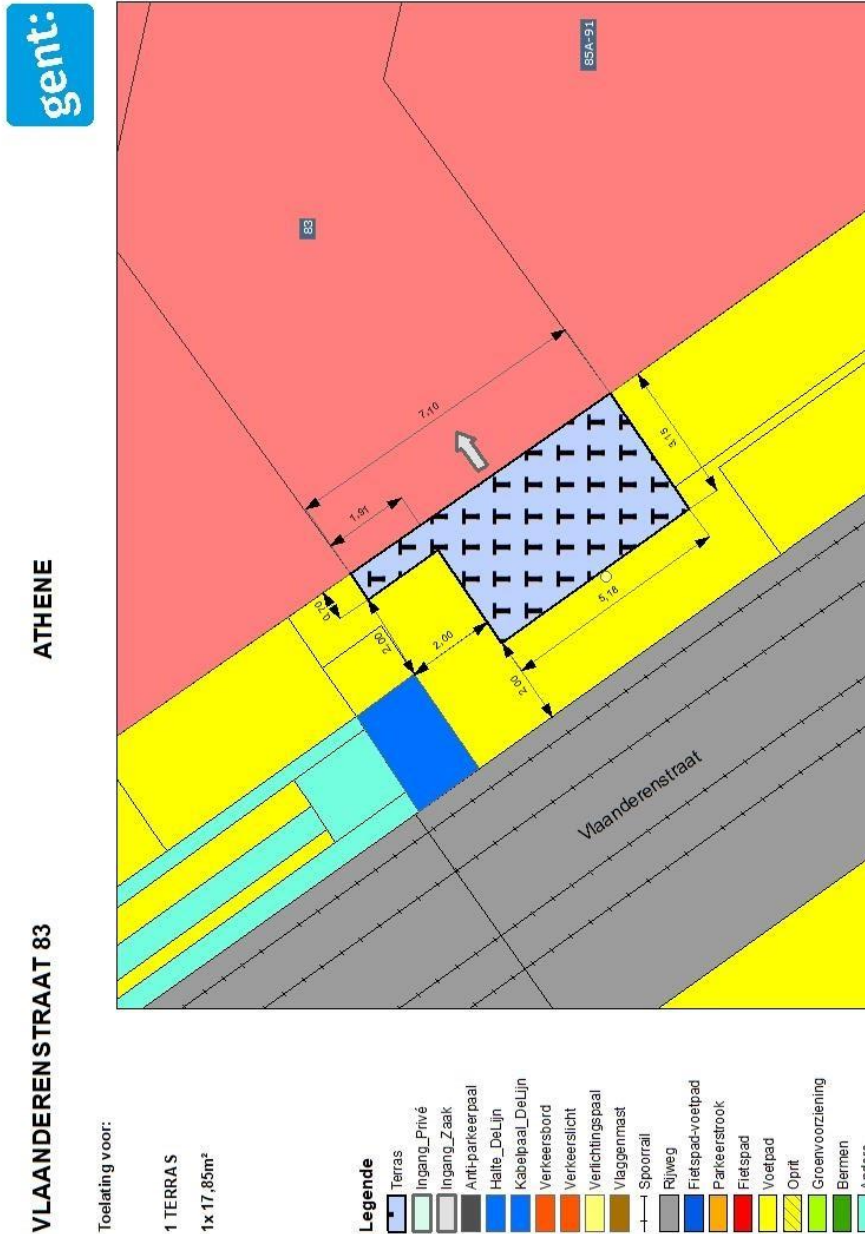 VLAANDERENSTRAAT 83
ATHENE
gent:
Toelating voor:
1 TERRAS
1x 17,85m²
Legende
Terras
Ingang_Privé
Ingang_Zaak
Anti-parkeerpaal
Halte_DeLijn
Kabelpaal_DeLijn
Verkeersbord
Verkeerslicht
Verlichtingspaal
Vlaggenmast
Spoorrail
Rijweg
Fietspad-voetpad
Parkeerstrook
Fietspad
Voetpad
Oprit
Groenvoorziening
Bermen
83
85A-91
7,10
1,91
0,70
2,00
2,00
2,00
5,18
3,15
Vlaanderenstraat